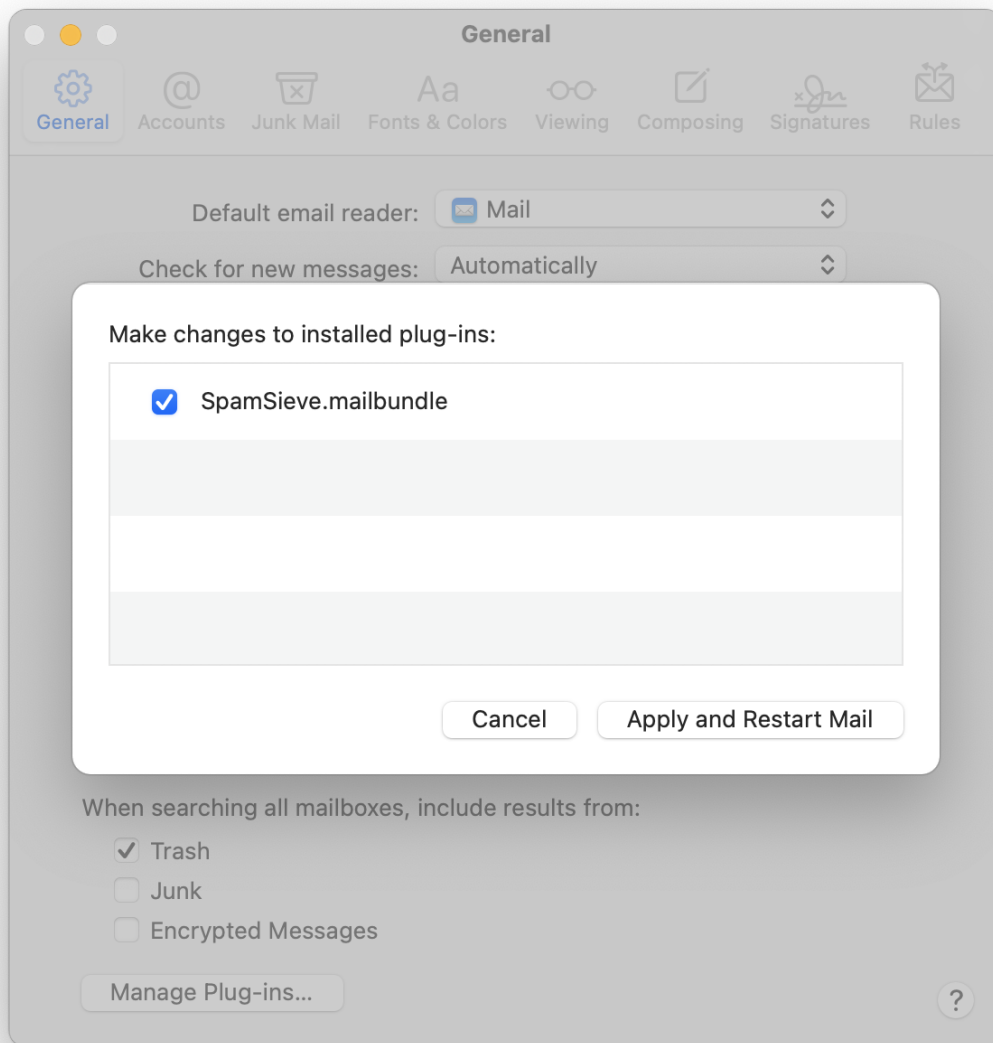 General
General
@
Accounts
Junk Mail
Aa
Fonts & Colors
Viewing
Composing
Signatures
Rules
Default email reader: Mail
Check for new messages: Automatically
Make changes to installed plug-ins:
SpamSieve.mailbundle
Cancel
Apply and Restart Mail
When searching all mailboxes, include results from:
Trash
Junk
Encrypted Messages
Manage Plug-ins...
?